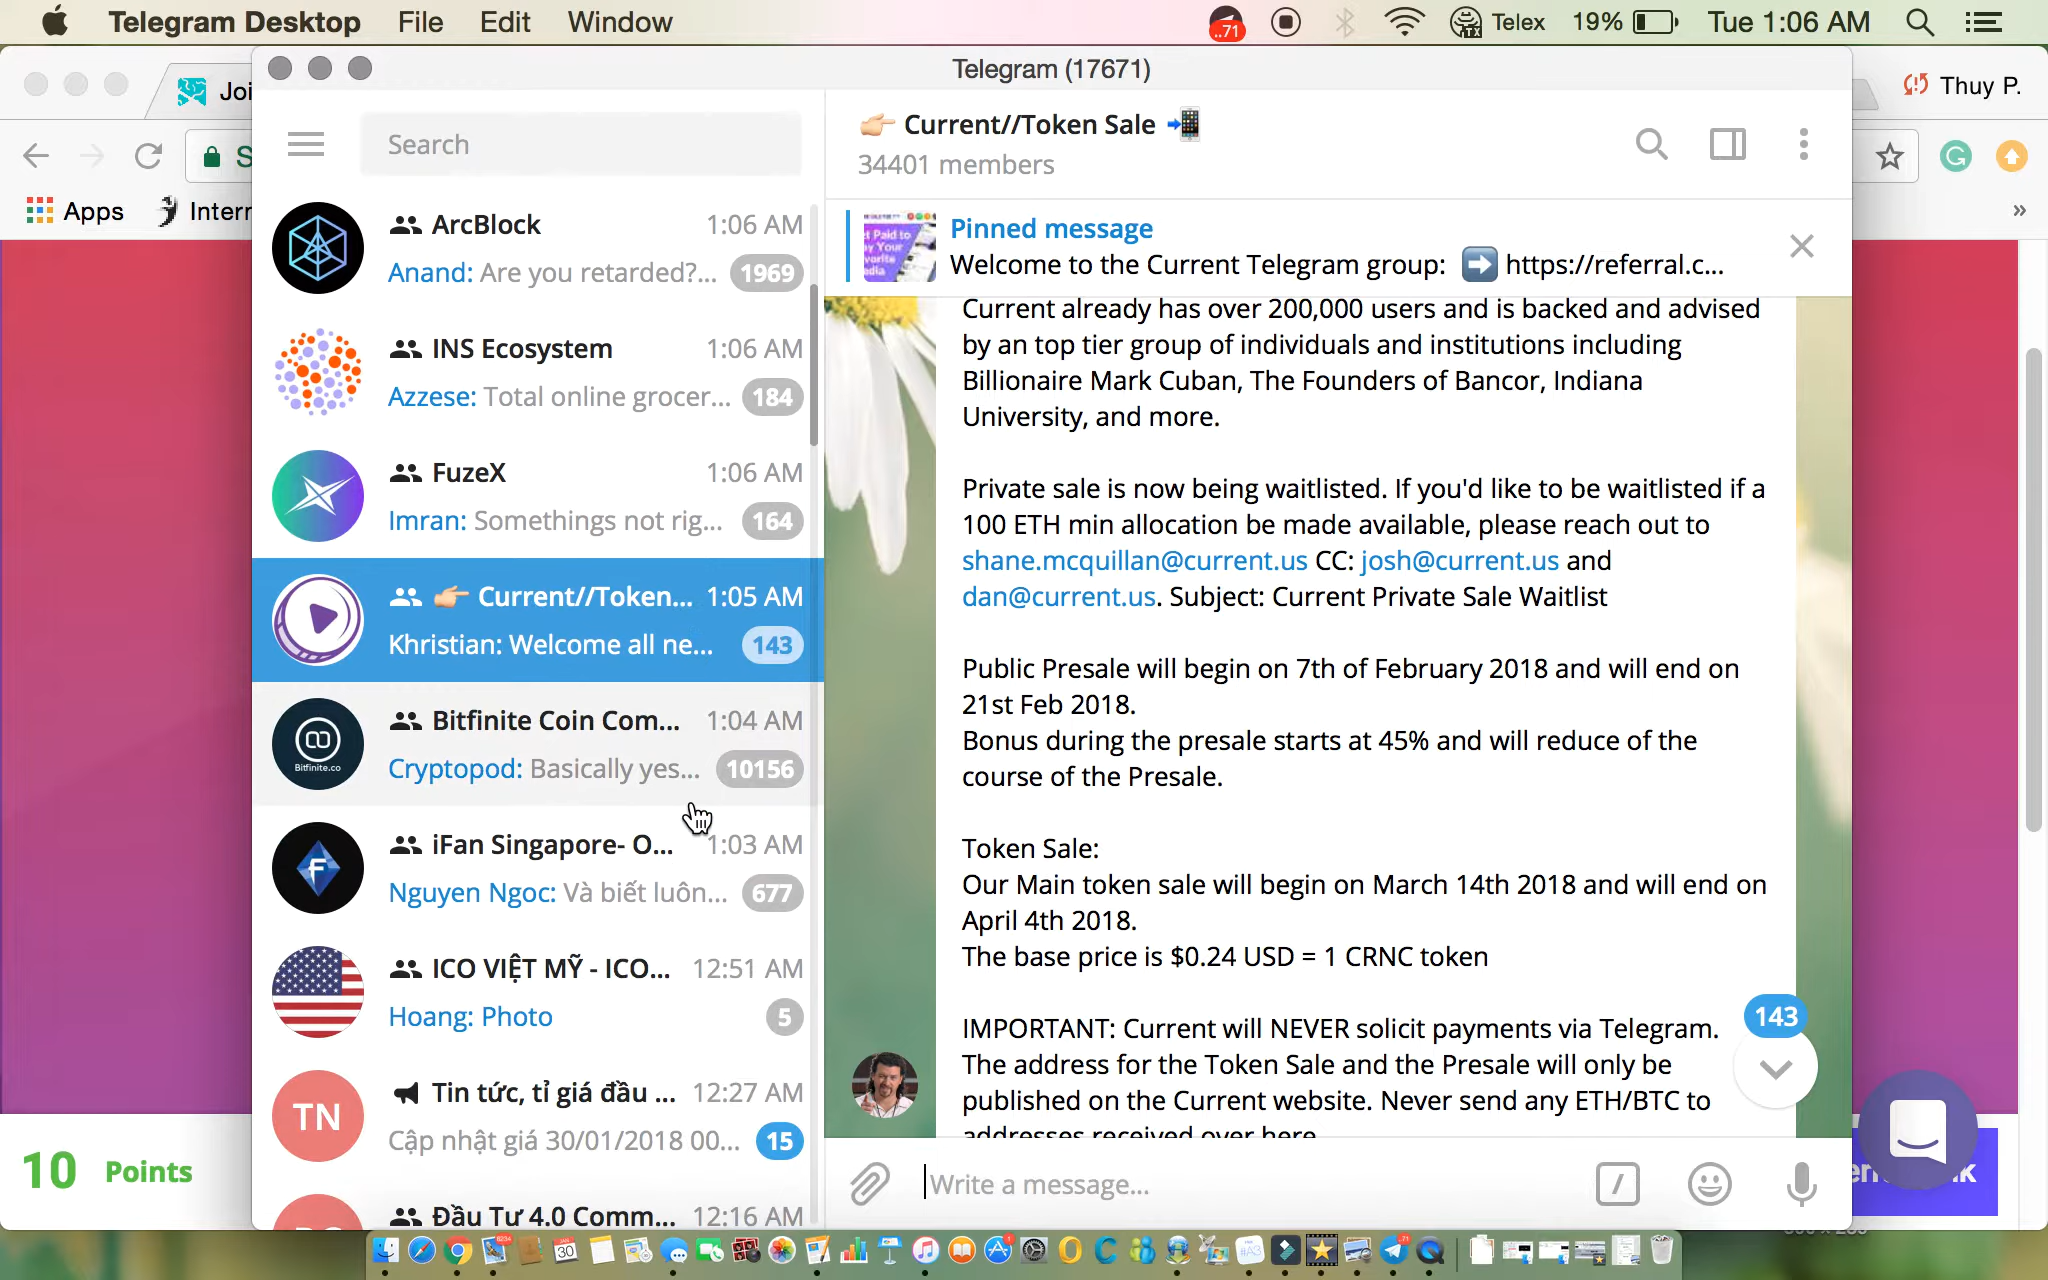 Telegram Desktop File Edit Window
..71 Telex 19% Tue 1:06 AM
Telegram (17671)
Joi
Thuy P.
S
Apps
Intern
»
Search
Current//Token Sale
34401 members
Pinned message
Welcome to the Current Telegram group: ➡ https://referral.c...
ArcBlock 1:06 AM
Anand: Are you retarded?... 1969
INS Ecosystem 1:06 AM
Azzese: Total online grocer... 184
FuzeX 1:06 AM
Imran: Somethings not rig... 164
Current//Token... 1:05 AM
Khristian: Welcome all ne... 143
Bitfinite Coin Com... 1:04 AM
Cryptopod: Basically yes... 10156
Bitfinite.co
iFan Singapore- O... 1:03 AM
Nguyen Ngoc: Và biết luôn... 677
ICO VIỆT MỸ - ICO... 12:51 AM
Hoang: Photo 5
TN
Tin tức, tỉ giá đầu ... 12:27 AM
Cập nhật giá 30/01/2018 00... 15
Đầu Tư 4.0 Comm... 12:16 AM
Current already has over 200,000 users and is backed and advised
by an top tier group of individuals and institutions including
Billionaire Mark Cuban, The Founders of Bancor, Indiana
University, and more.
Private sale is now being waitlisted. If you'd like to be waitlisted if a
100 ETH min allocation be made available, please reach out to
shane.mcquillan@current.us CC: josh@current.us and
dan@current.us. Subject: Current Private Sale Waitlist
Public Presale will begin on 7th of February 2018 and will end on
21st Feb 2018.
Bonus during the presale starts at 45% and will reduce of the
course of the Presale.
Token Sale:
Our Main token sale will begin on March 14th 2018 and will end on
April 4th 2018.
The base price is $0.24 USD = 1 CRNC token
IMPORTANT: Current will NEVER solicit payments via Telegram.
The address for the Token Sale and the Presale will only be
published on the Current website. Never send any ETH/BTC to
addresses received over here
143
Write a message...
10 Points